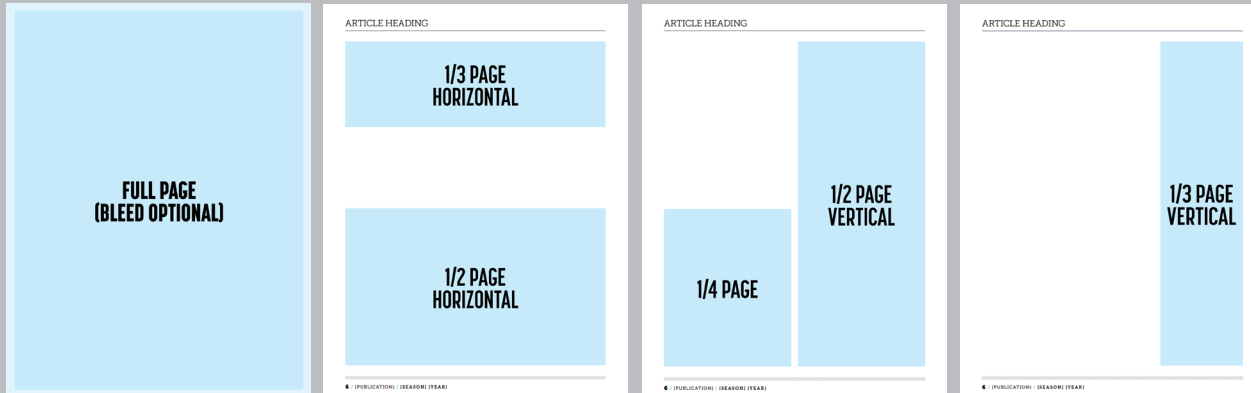 FULL PAGE
(BLEED OPTIONAL)
ARTICLE HEADING
1/3 PAGE
HORIZONTAL
1/2 PAGE
HORIZONTAL
6 / [PUBLICATION] / [SEASON] [YEAR]
ARTICLE HEADING
1/4 PAGE
1/2 PAGE
VERTICAL
6 / [PUBLICATION] / [SEASON] [YEAR]
ARTICLE HEADING
1/3 PAGE
VERTICAL
6 / [PUBLICATION] / [SEASON] [YEAR]